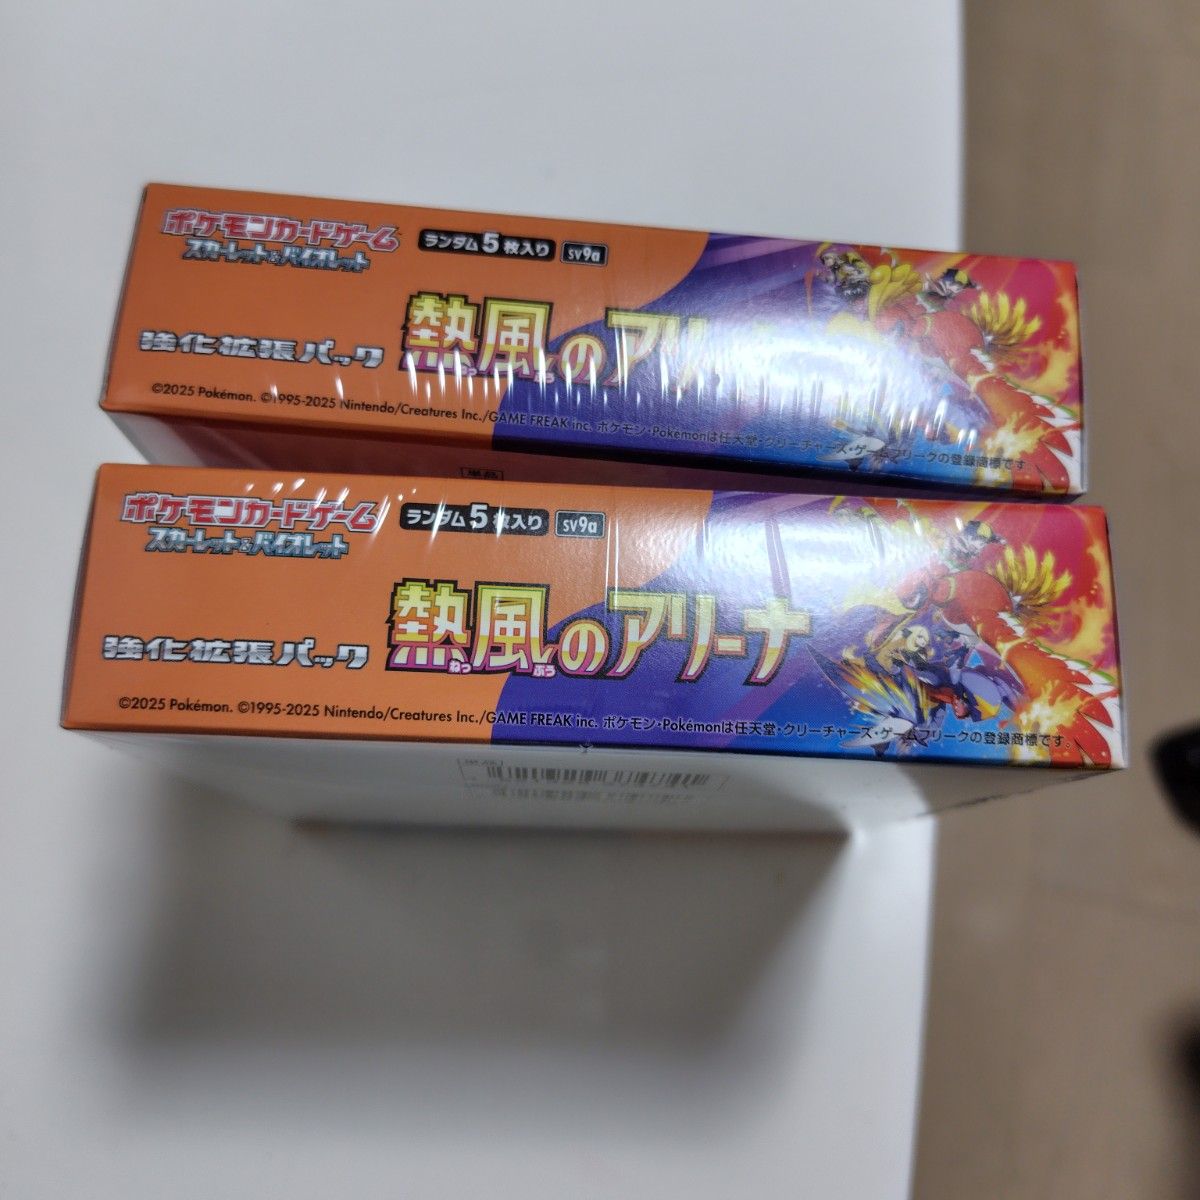 ポケモンカードゲーム
スカーレット&バイオレット
ランダム5枚入り
sv9a
強化拡張パック
熱風のアリ
ねっ ぷう
©2025 Pokémon. ©1995-2025 Nintendo/Creatures Inc./GAME FREAK inc. ポケモン・Pokémonは任天堂・クリーチャーズ・ゲームフリークの登録商標です。
ポケモンカードゲーム
スカーレット&バイオレット
ランダム5枚入り
sv9a
強化拡張パック
熱風のアリーナ
ねっ ぷう
©2025 Pokémon. ©1995-2025 Nintendo/Creatures Inc./GAME FREAK inc. ポケモン・Pokémonは任天堂・クリーチャーズ・ゲームフリークの登録商標です。